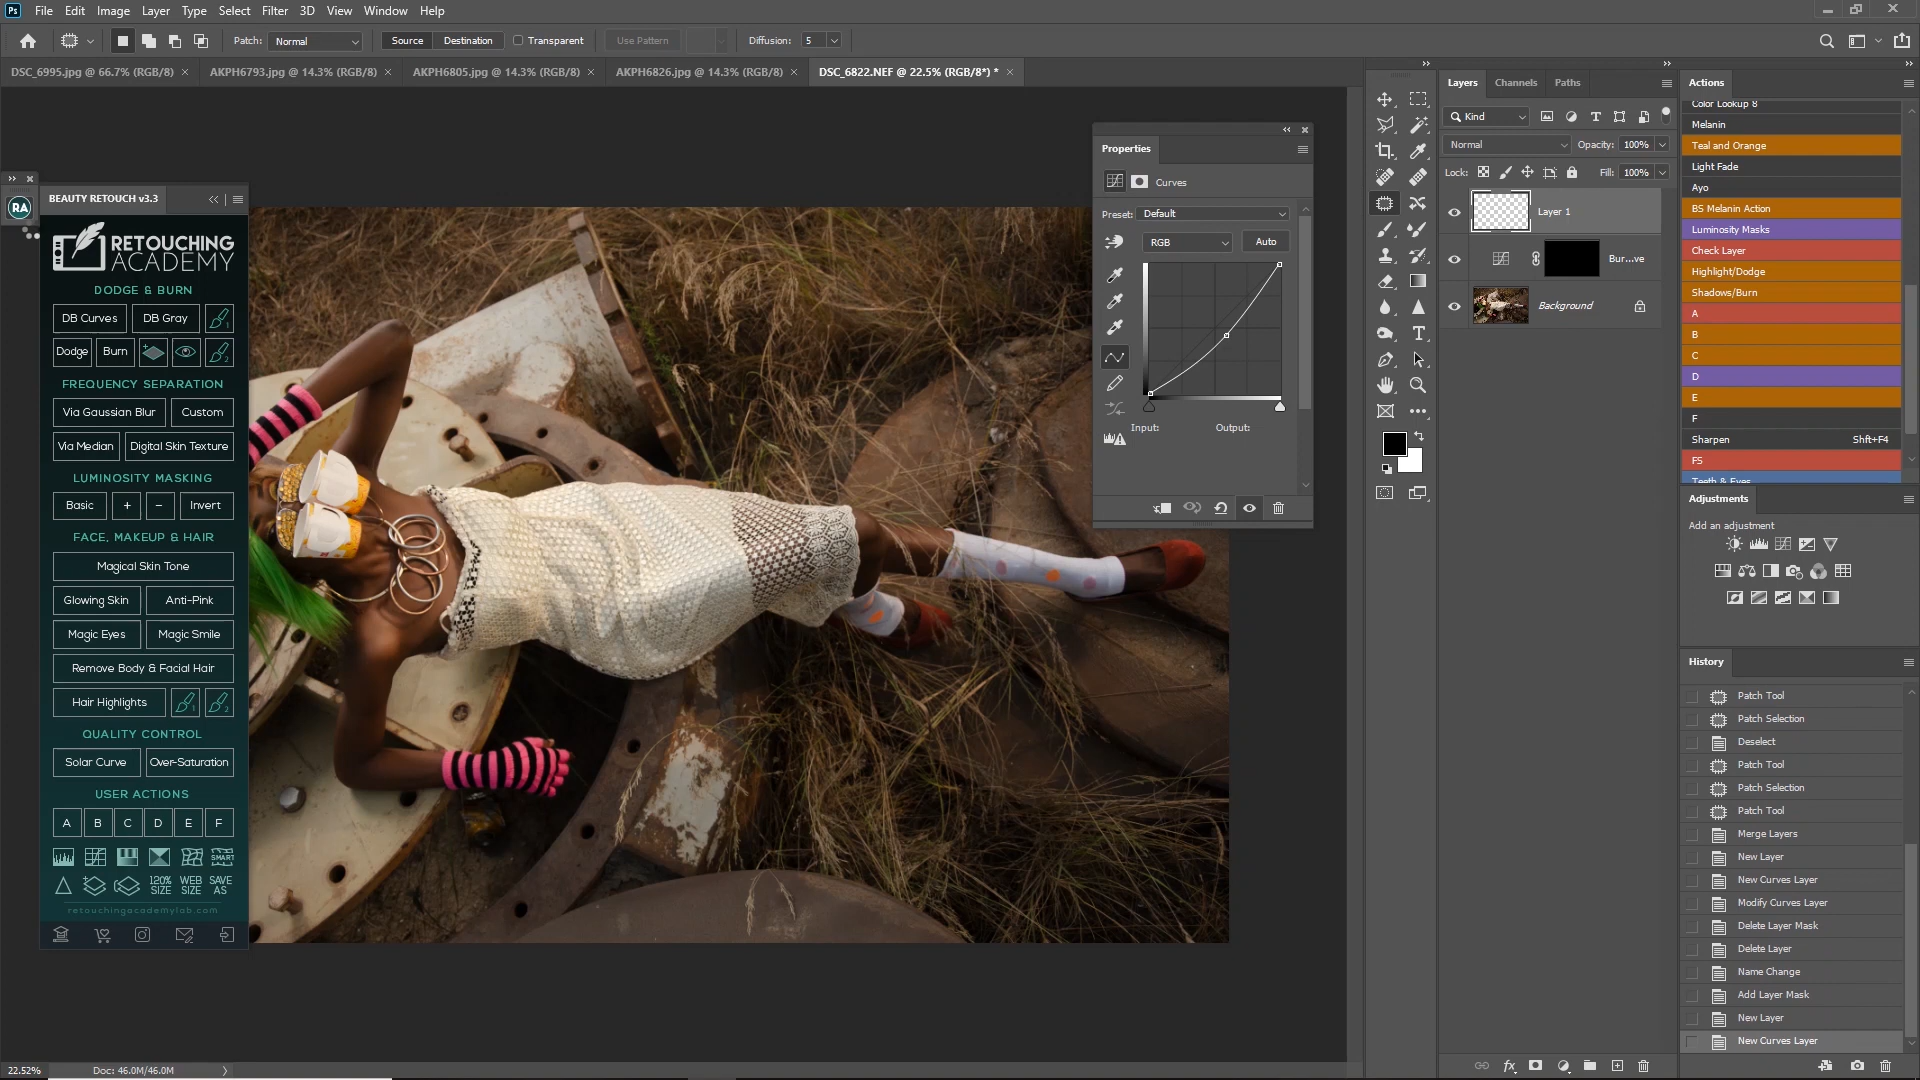 Ps File Edit Image Layer Type Select Filter 3D View Window Help
Patch: Normal Source Destination Transparent Use Pattern Diffusion: 5
DSC_6995.jpg @ 66.7% (RGB/8) × AKPH6793.jpg @ 14.3% (RGB/8) × AKPH6805.jpg @ 14.3% (RGB/8) × AKPH6826.jpg @ 14.3% (RGB/8) × DSC_6822.NEF @ 22.5% (RGB/8*) * ×
RA
BEAUTY RETOUCH v3.3
RETOUCHING
ACADEMY
DODGE & BURN
DB Curves DB Gray 1
Dodge Burn 2
FREQUENCY SEPARATION
Via Gaussian Blur Custom
Via Median Digital Skin Texture
LUMINOSITY MASKING
Basic + − Invert
FACE, MAKEUP & HAIR
Magical Skin Tone
Glowing Skin Anti-Pink
Magic Eyes Magic Smile
Remove Body & Facial Hair
Hair Highlights 1 2
QUALITY CONTROL
Solar Curve Over-Saturation
USER ACTIONS
A B C D E F
SMART
120% SIZE WEB SIZE SAVE AS
retouchingacademylab.com
Properties
Curves
Preset: Default
RGB Auto
Input: Output:
Layers Channels Paths
Kind
Normal Opacity: 100%
Lock: Fill: 100%
Layer 1
Bur...ve
Background
Actions
Color Lookup 8
Melanin
Teal and Orange
Light Fade
Ayo
BS Melanin Action
Luminosity Masks
Check Layer
Highlight/Dodge
Shadows/Burn
A
B
C
D
E
F
Sharpen Shft+F4
FS
Teeth & Eyes
Adjustments
Add an adjustment
History
Patch Tool
Patch Selection
Deselect
Patch Tool
Patch Selection
Patch Tool
Merge Layers
New Layer
New Curves Layer
Modify Curves Layer
Delete Layer Mask
Delete Layer
Name Change
Add Layer Mask
New Layer
New Curves Layer
22.52% Doc: 46.0M/46.0M
fx